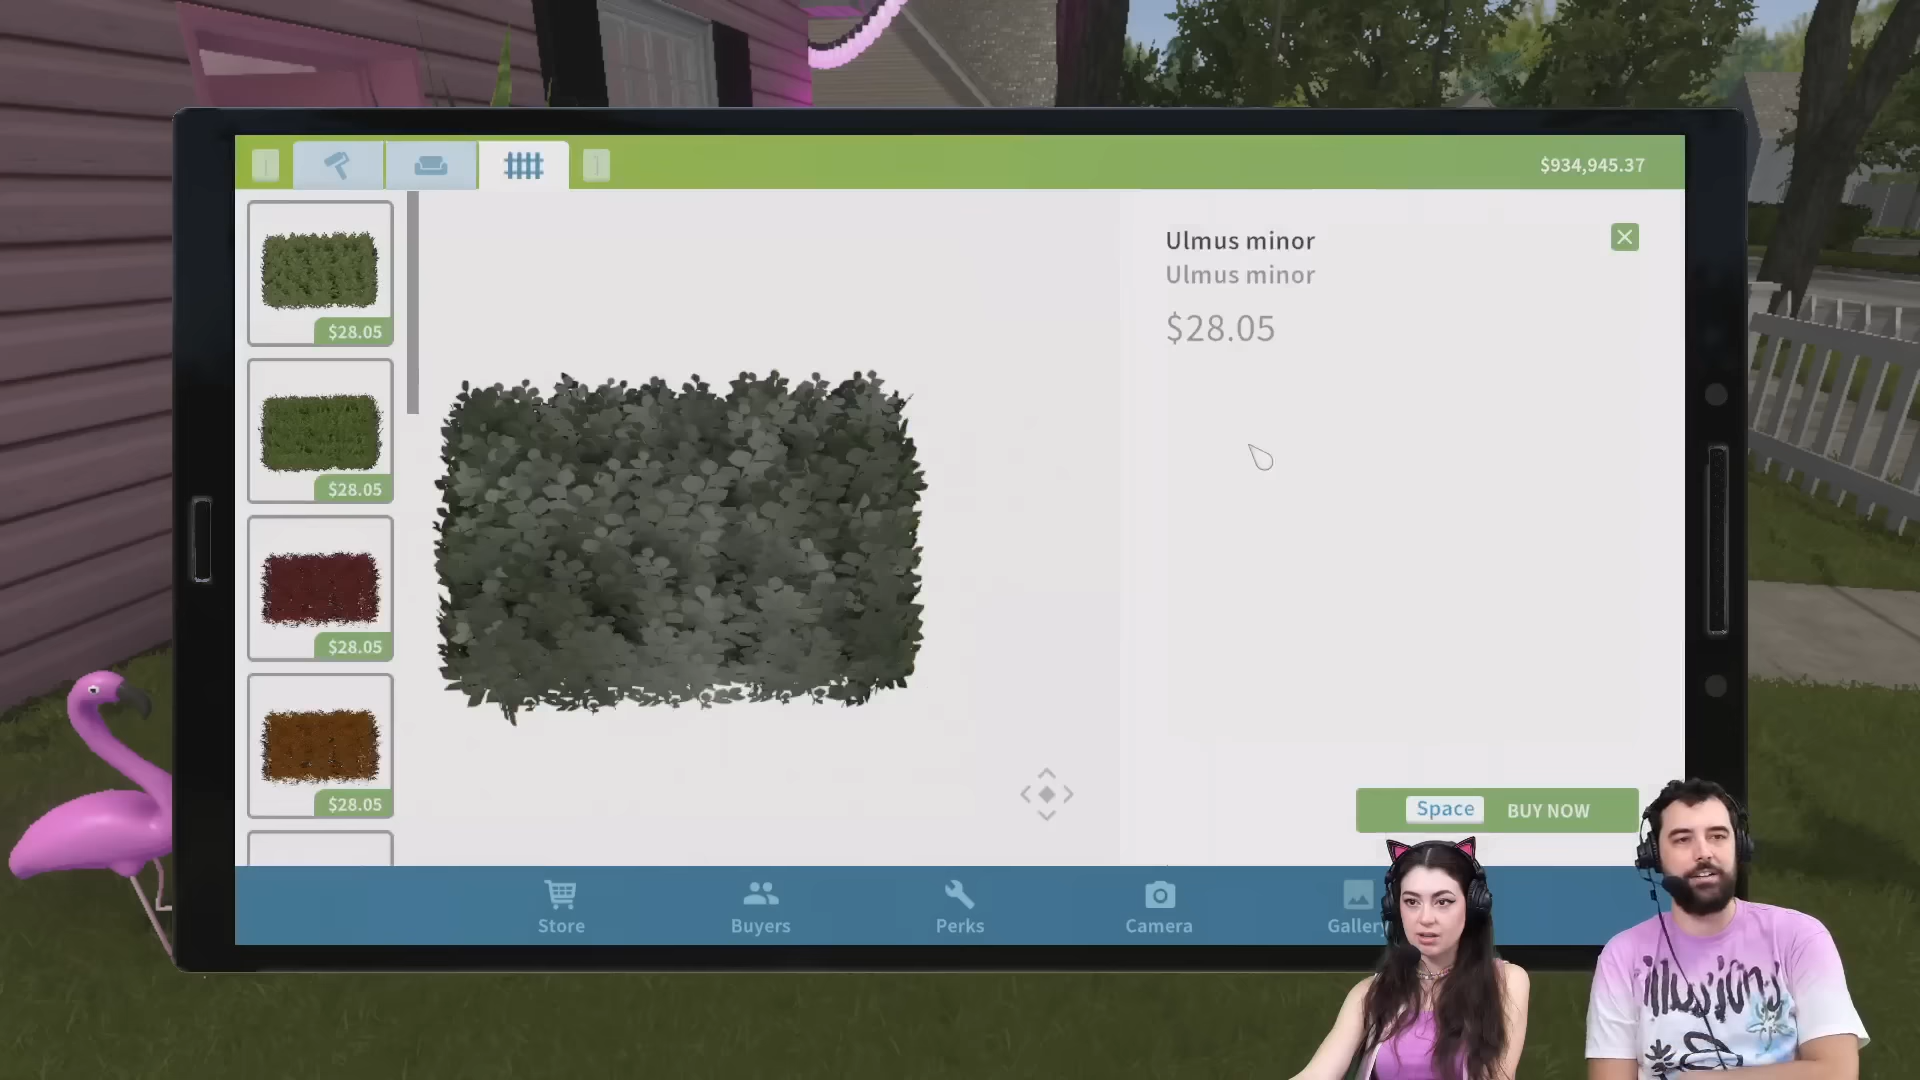 $934,945.37
$28.05
$28.05
$28.05
$28.05
Ulmus minor
Ulmus minor
$28.05
Space BUY NOW
Store
Buyers
Perks
Camera
Gallery